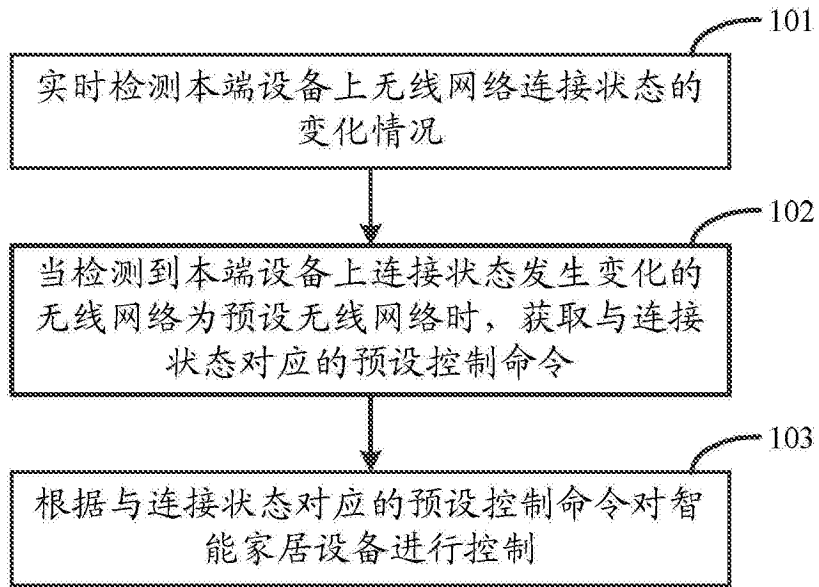 101
实时检测本端设备上无线网络连接状态的
变化情况
102
当检测到本端设备上连接状态发生变化的
无线网络为预设无线网络时，获取与连接
状态对应的预设控制命令
103
根据与连接状态对应的预设控制命令对智
能家居设备进行控制